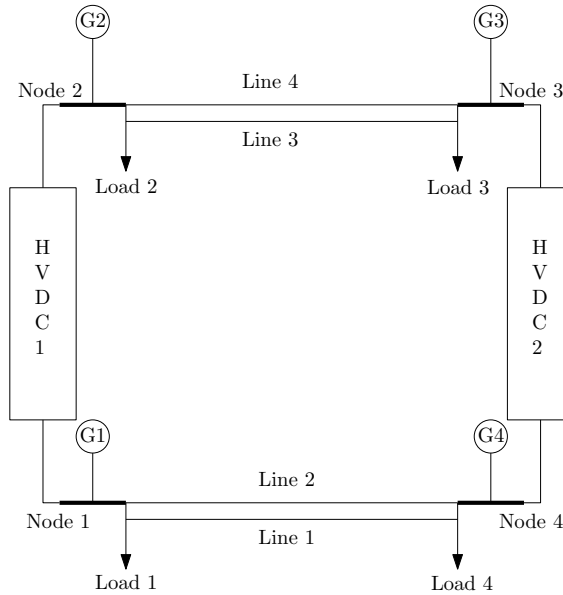 G2
G3
Node 2
Line 4
Node 3
Line 3
Load 2
Load 3
H
V
D
C
1
H
V
D
C
2
G1
G4
Line 2
Node 1
Node 4
Line 1
Load 1
Load 4